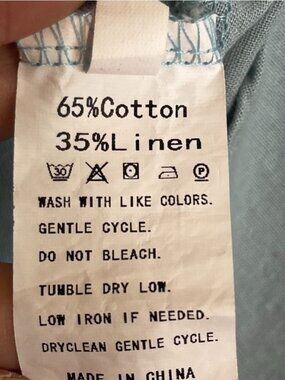 65%Cotton
35%Linen
30 P
WASH WITH LIKE COLORS.
GENTLE CYCLE.
DO NOT BLEACH.
TUMBLE DRY LOW.
LOW IRON IF NEEDED.
DRYCLEAN GENTLE CYCLE.
MADE IN CHINA